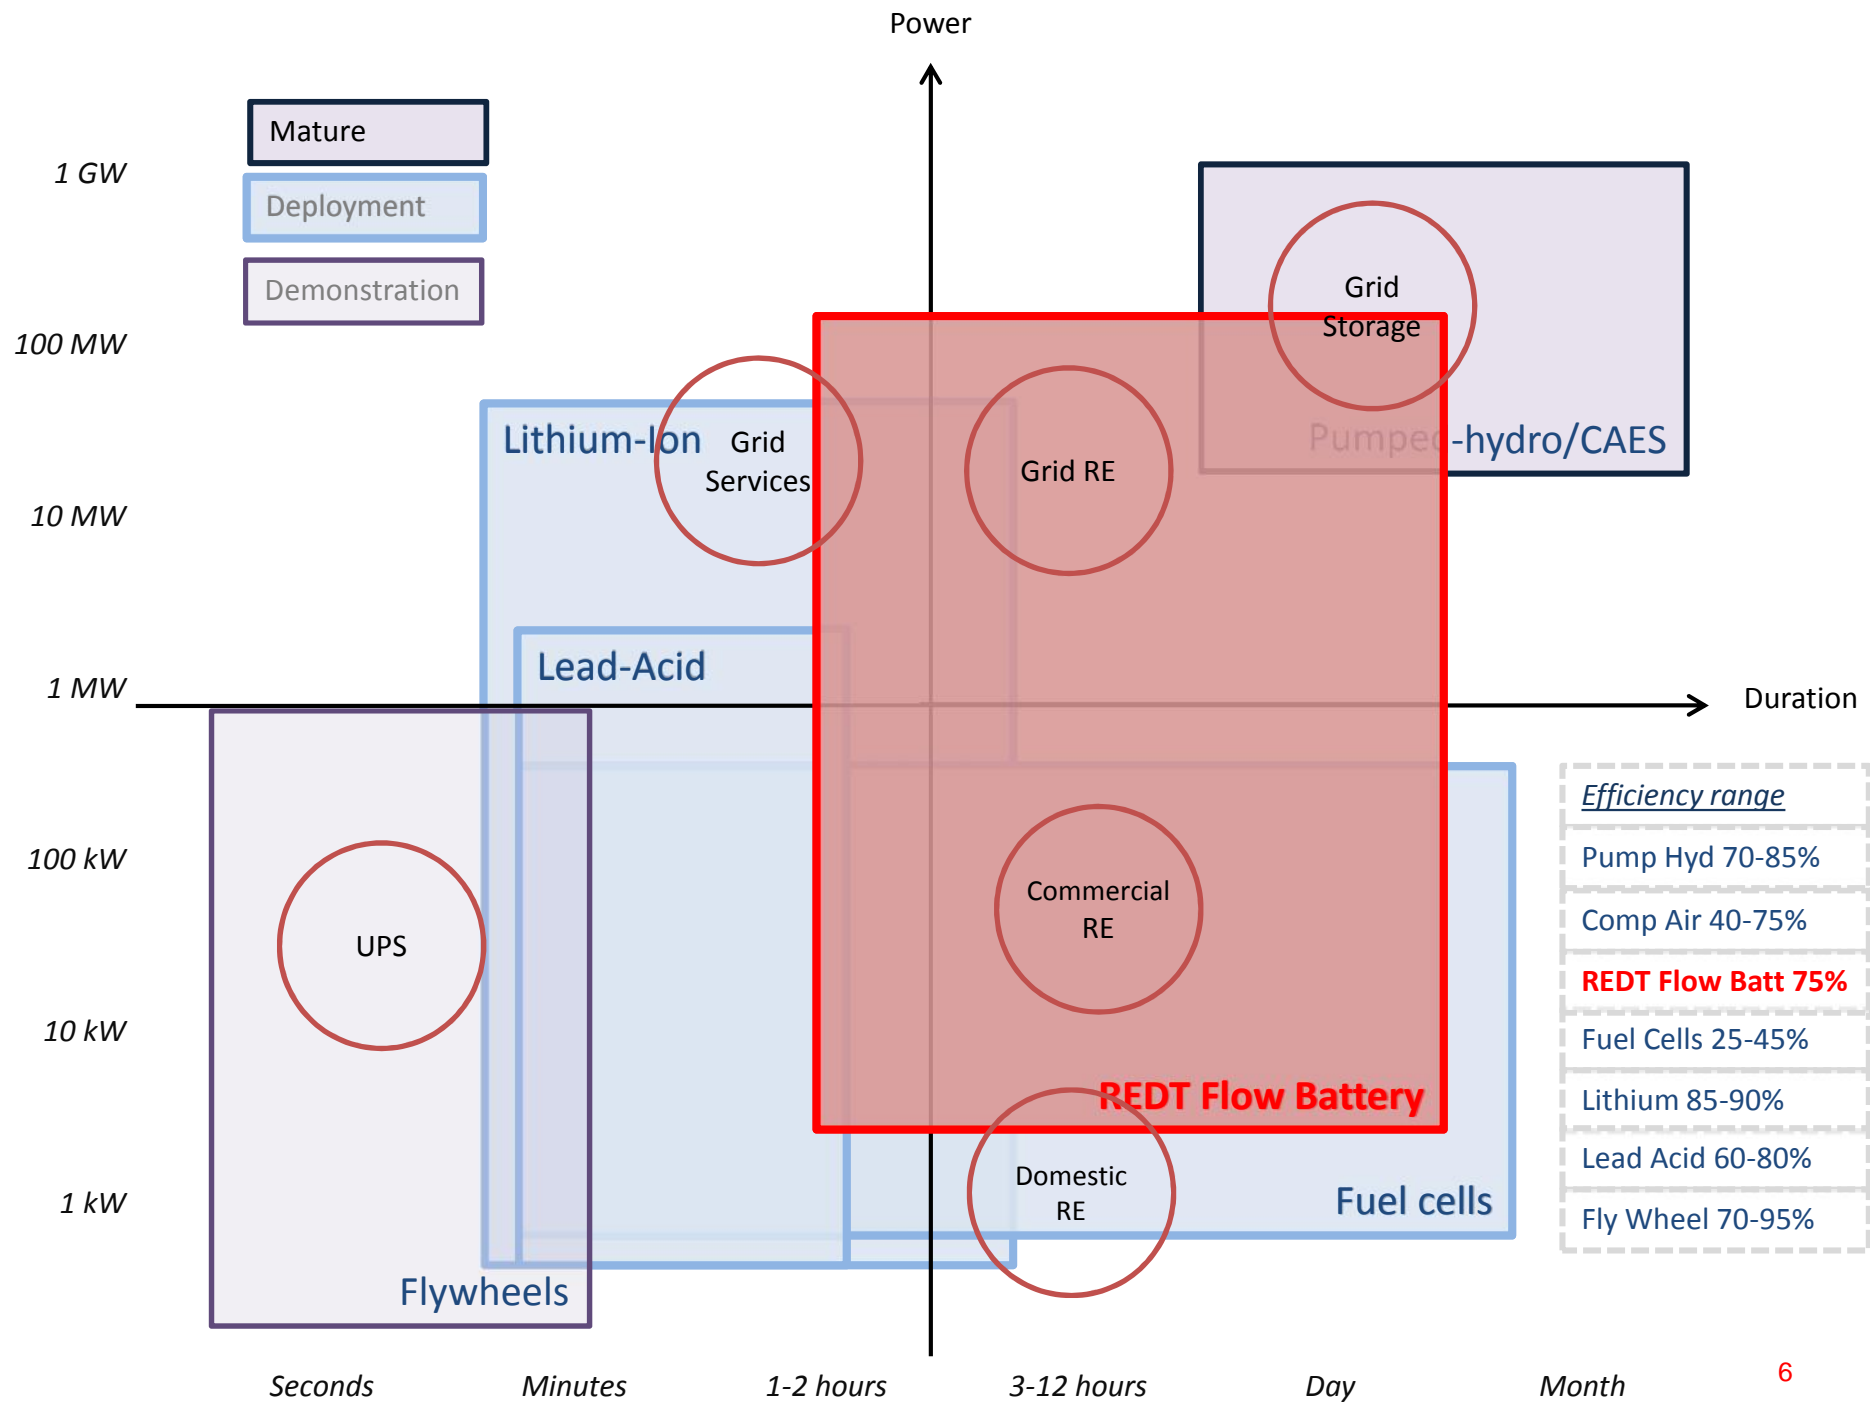 Power
Mature
Deployment
Demonstration
1 GW
100 MW
10 MW
1 MW
100 kW
10 kW
1 kW
Grid
Storage
Pumped-hydro/CAES
Lithium-Ion
Grid
Services
Grid RE
Lead-Acid
Duration
UPS
Commercial
RE
REDT Flow Battery
Domestic
RE
Fuel cells
Flywheels
Efficiency range
Pump Hyd 70-85%
Comp Air 40-75%
REDT Flow Batt 75%
Fuel Cells 25-45%
Lithium 85-90%
Lead Acid 60-80%
Fly Wheel 70-95%
Seconds
Minutes
1-2 hours
3-12 hours
Day
Month
6